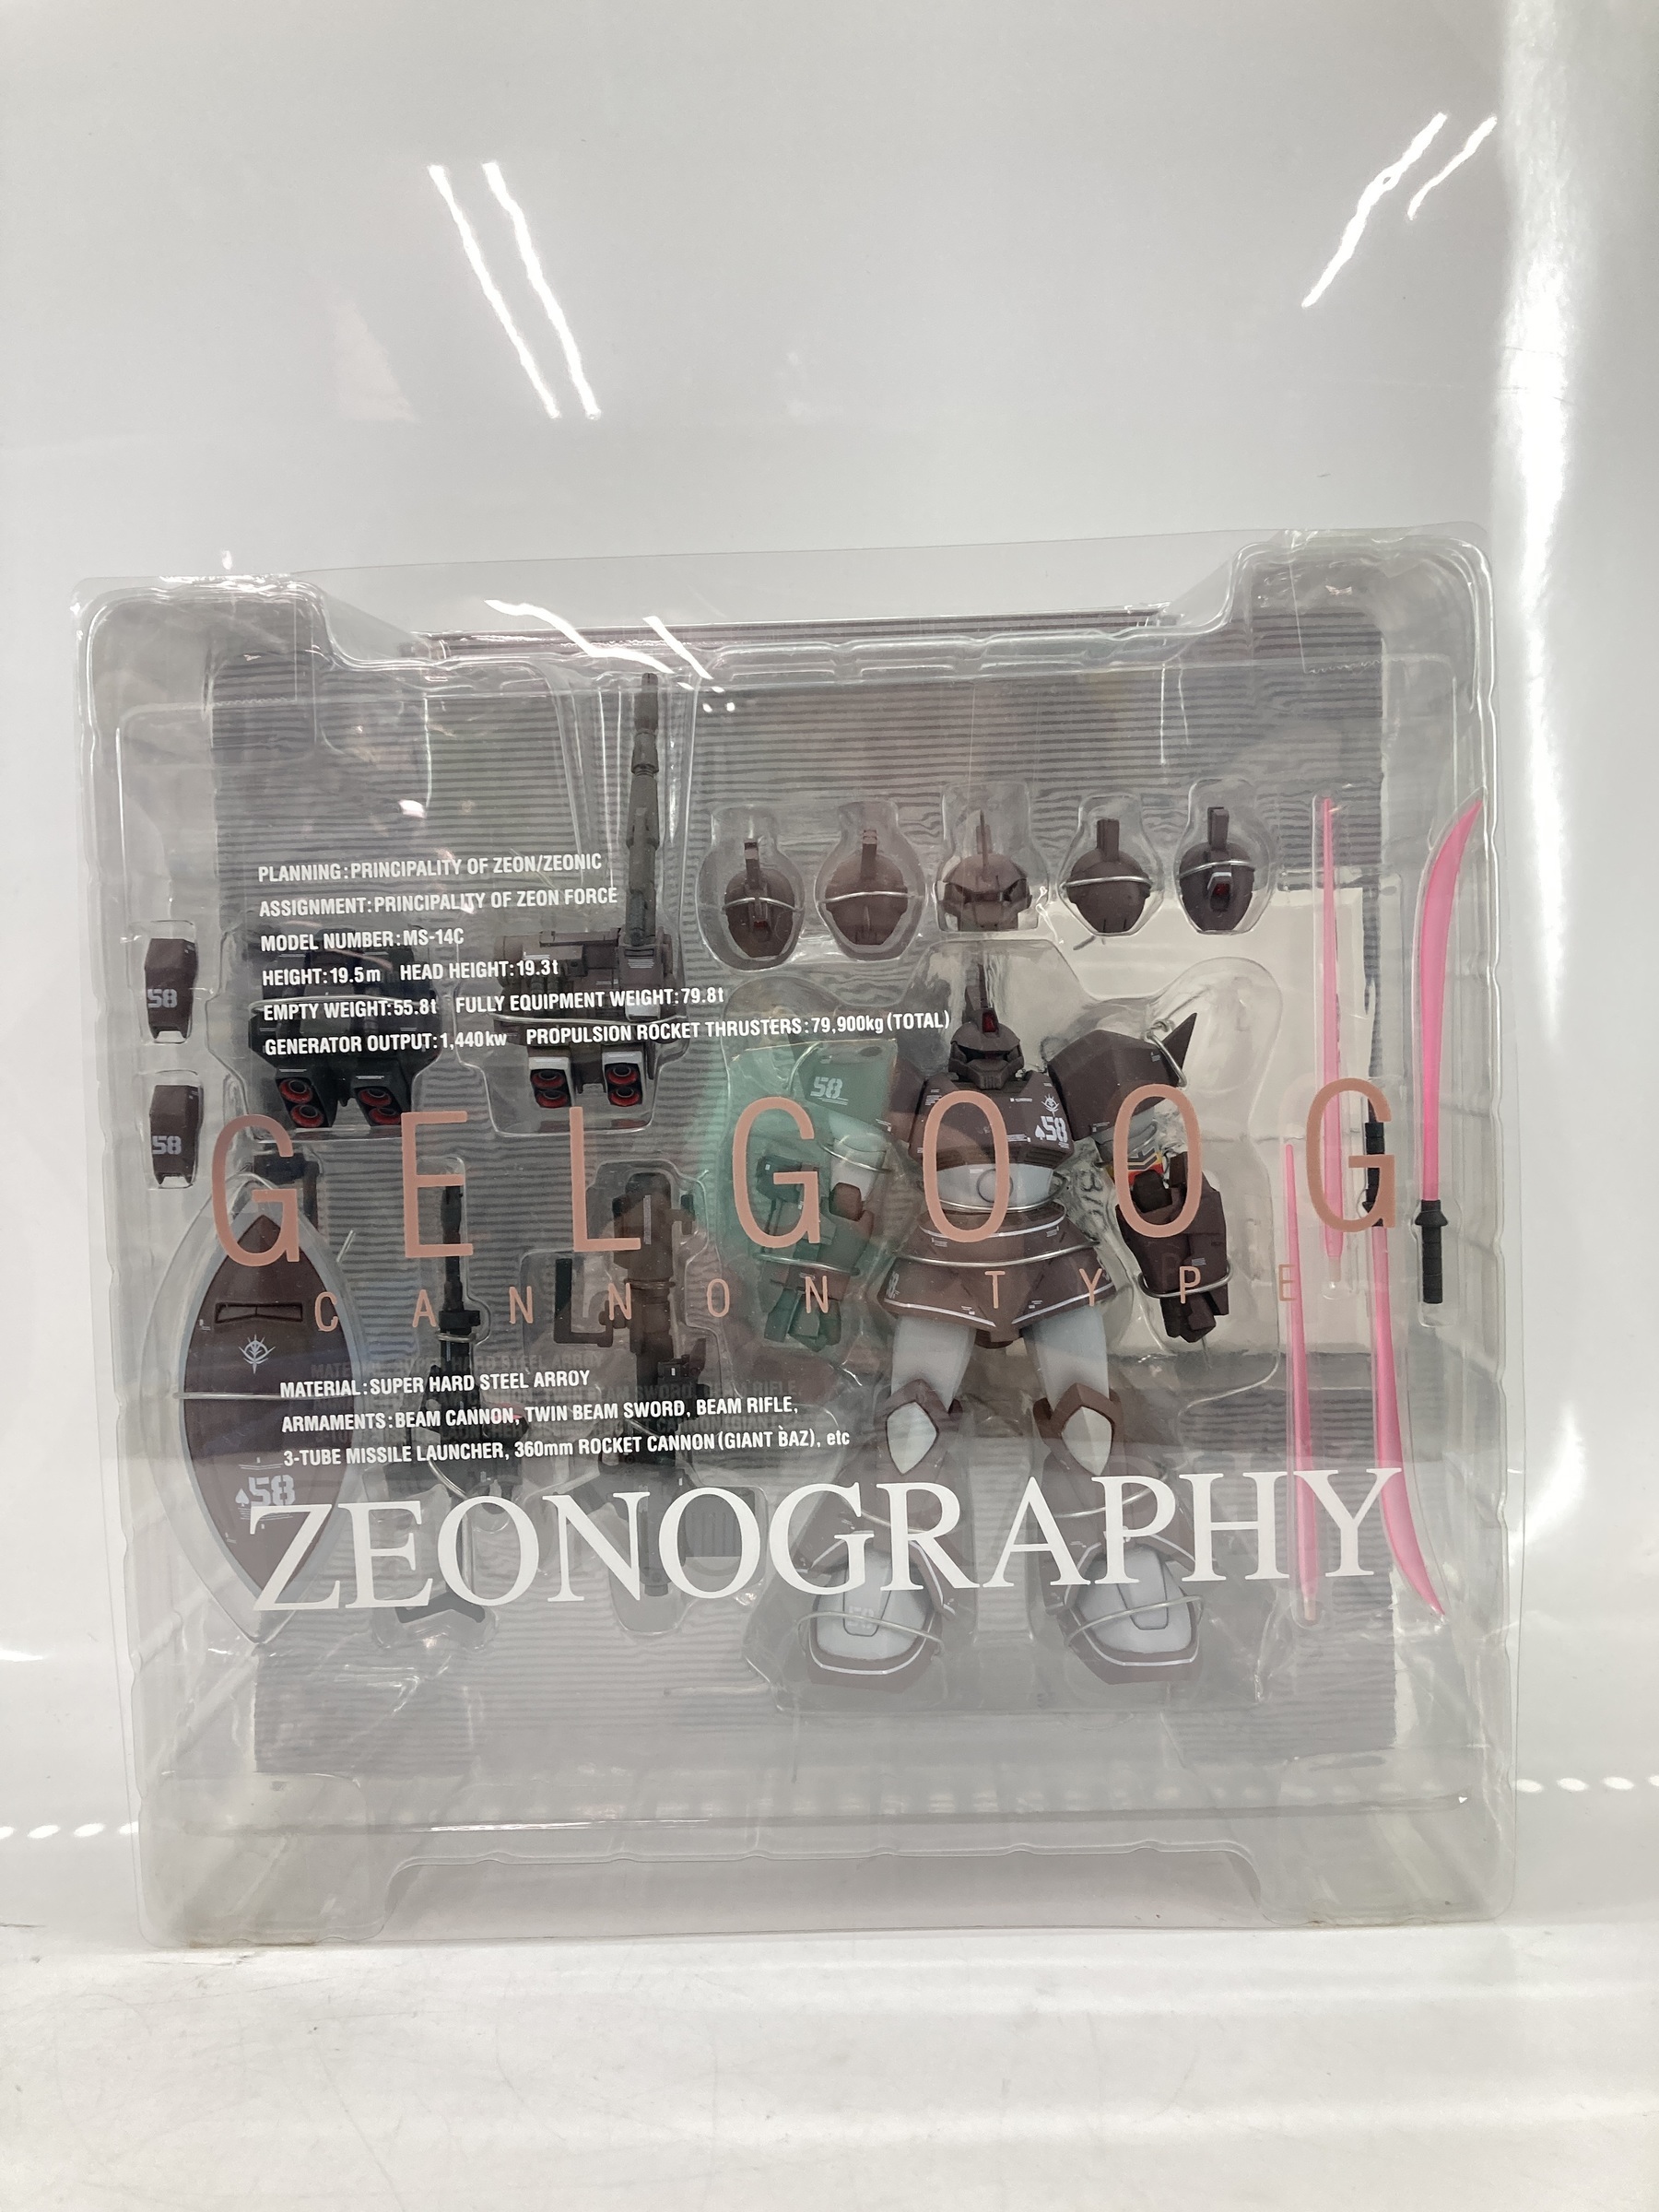 PLANNING:PRINCIPALITY OF ZEON/ZEONIC
ASSIGNMENT:PRINCIPALITY OF ZEON FORCE
MODEL NUMBER:MS-14C
HEIGHT:19.5m HEAD HEIGHT:19.3t
EMPTY WEIGHT:55.8t FULLY EQUIPMENT WEIGHT:79.8t
GENERATOR OUTPUT:1,440kw PROPULSION ROCKET THRUSTERS:79,900kg(TOTAL)
58
58
58
58
GELGOOG
CANNON TYPE
MATERIAL:SUPER HARD STEEL ARROY
ARMAMENTS:BEAM CANNON, TWIN BEAM SWORD, BEAM RIFLE,
3-TUBE MISSILE LAUNCHER, 360mm ROCKET CANNON(GIANT BAZ), etc
58
ZEONOGRAPHY